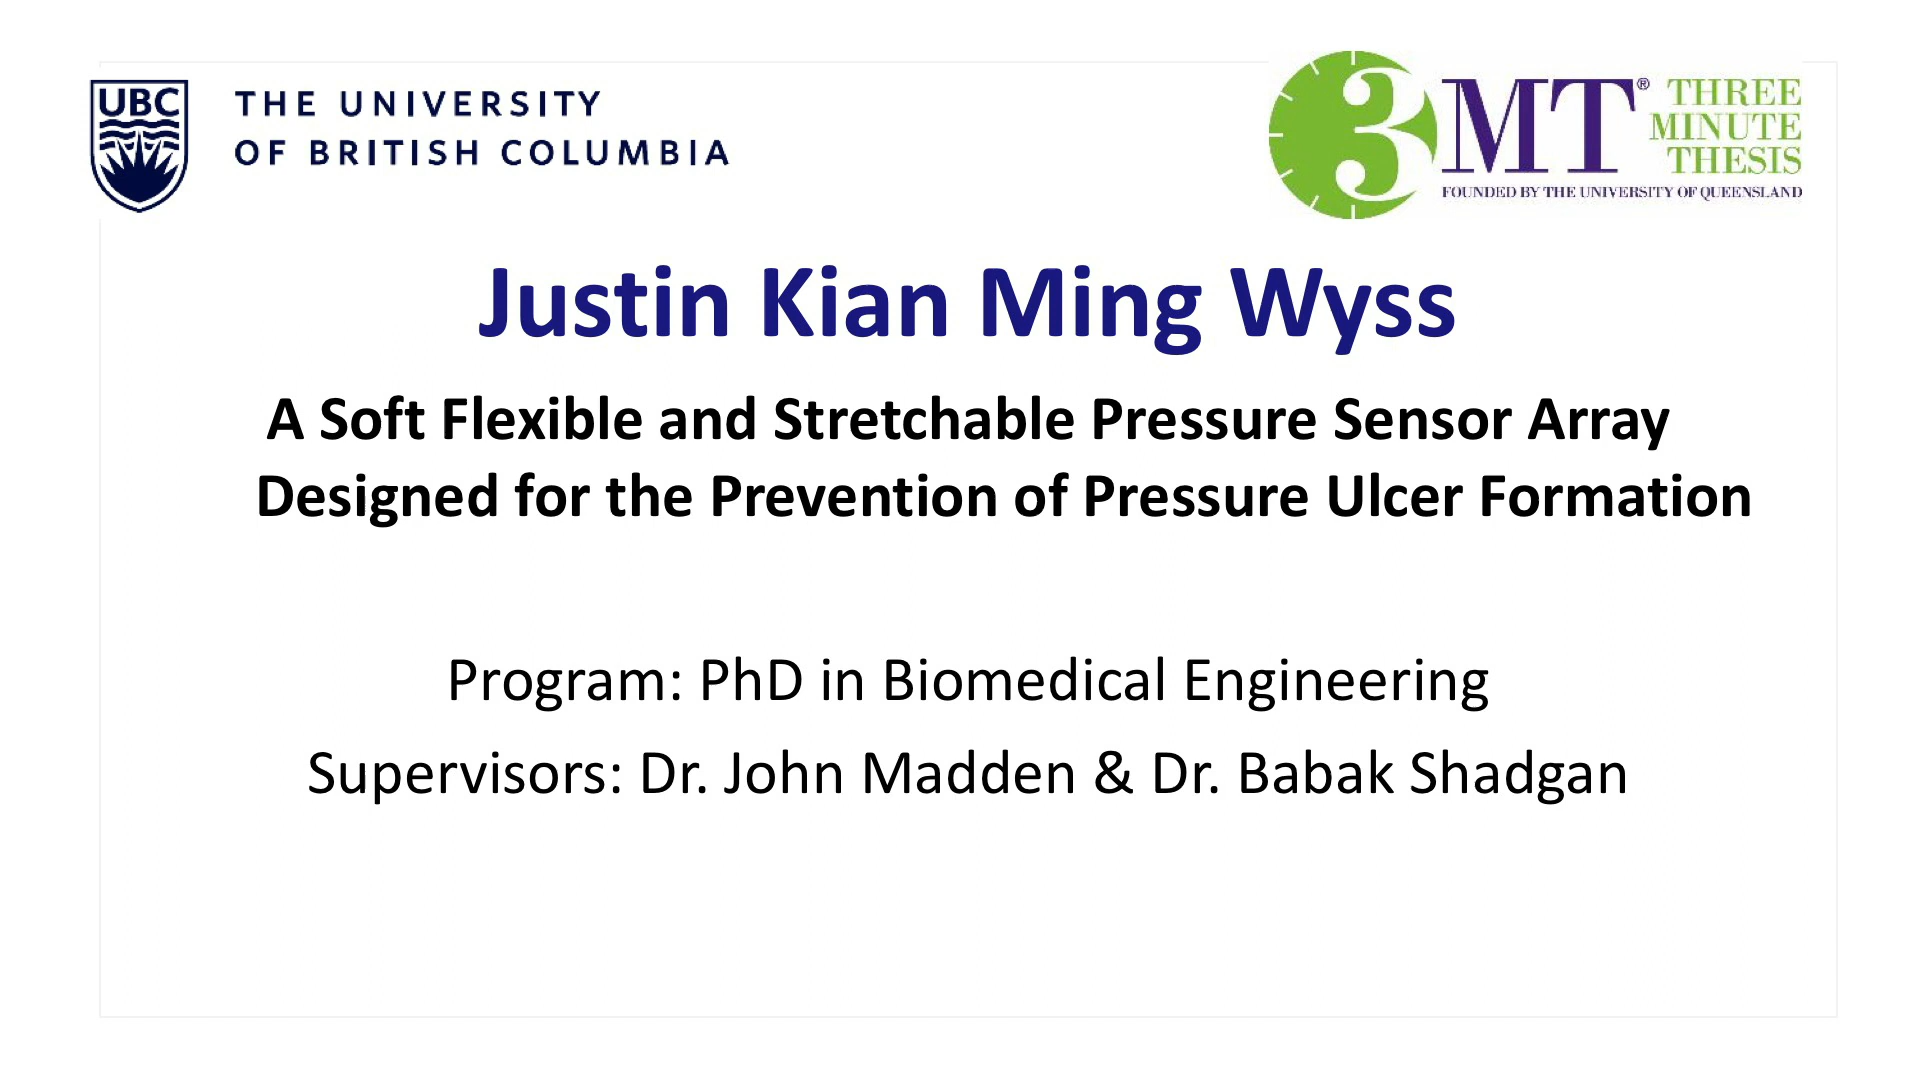 UBC
THE UNIVERSITY
OF BRITISH COLUMBIA
3MT® THREE
MINUTE
THESIS
FOUNDED BY THE UNIVERSITY OF QUEENSLAND
Justin Kian Ming Wyss
A Soft Flexible and Stretchable Pressure Sensor Array
Designed for the Prevention of Pressure Ulcer Formation
Program: PhD in Biomedical Engineering
Supervisors: Dr. John Madden & Dr. Babak Shadgan